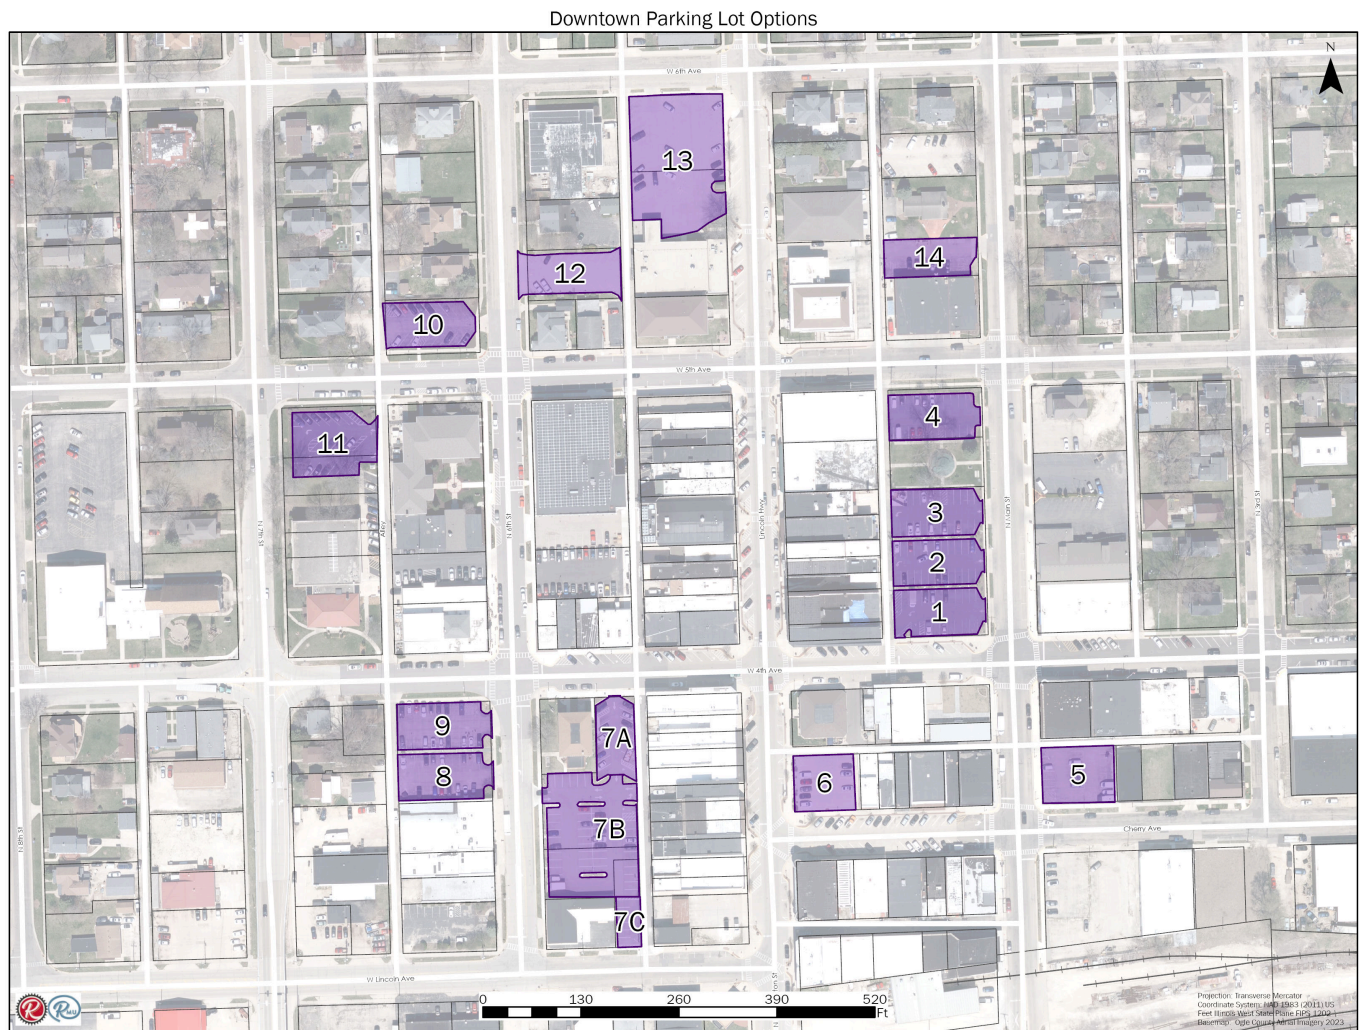 Downtown Parking Lot Options
N
W 6th Ave
13
14
12
10
W 5th Ave
4
11
3
N 7th St
Alley
N 6th St
Lincoln Hwy
N Main St
N 3rd St
2
1
W 4th Ave
9
7A
8
6
5
7B
Cherry Ave
N 8th St
7C
W Lincoln Ave
0 130 260 390 520
Ft
R
Projection: Transverse Mercator
Coordinate System: NAD 1983 (2011) US
Feet Illinois West State Plane FIPS 1202
Basemap: Ogle County Aerial Imagery 2023